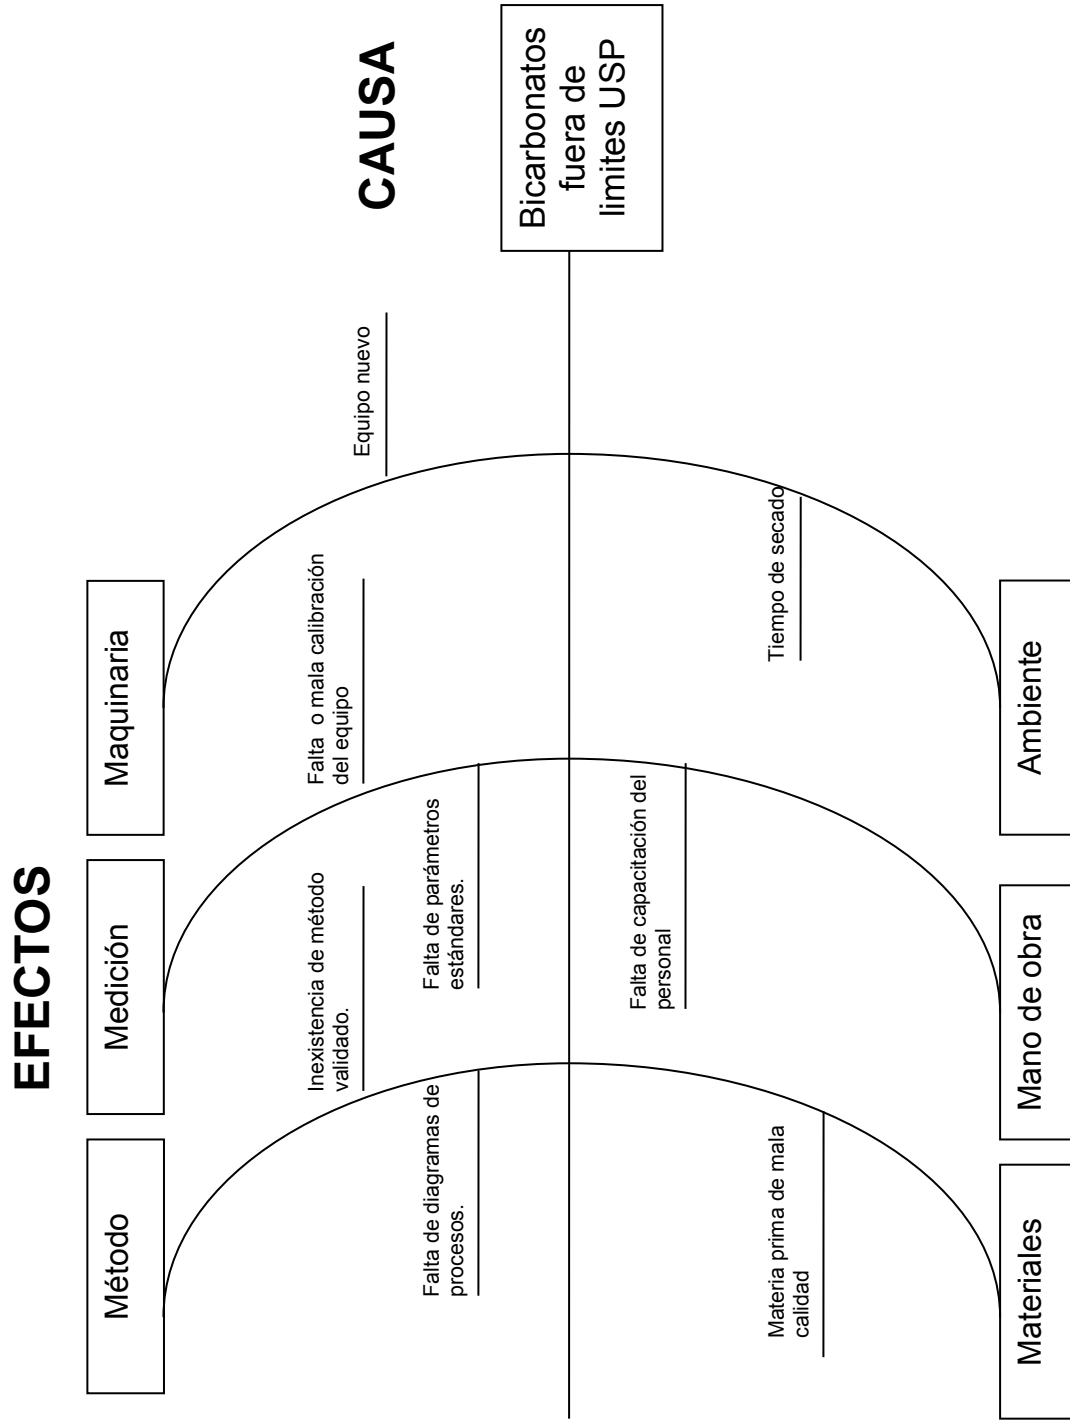 EFECTOS
CAUSA
Método
Medición
Maquinaria
Inexistencia de método
validado.
Falta  o mala calibración
del equipo
Equipo nuevo
Falta de diagramas de
procesos.
Falta de parámetros
estándares.
Bicarbonatos
fuera de
limites USP
Falta de capacitación del
personal
Materia prima de mala
calidad
Tiempo de secado
Materiales
Mano de obra
Ambiente